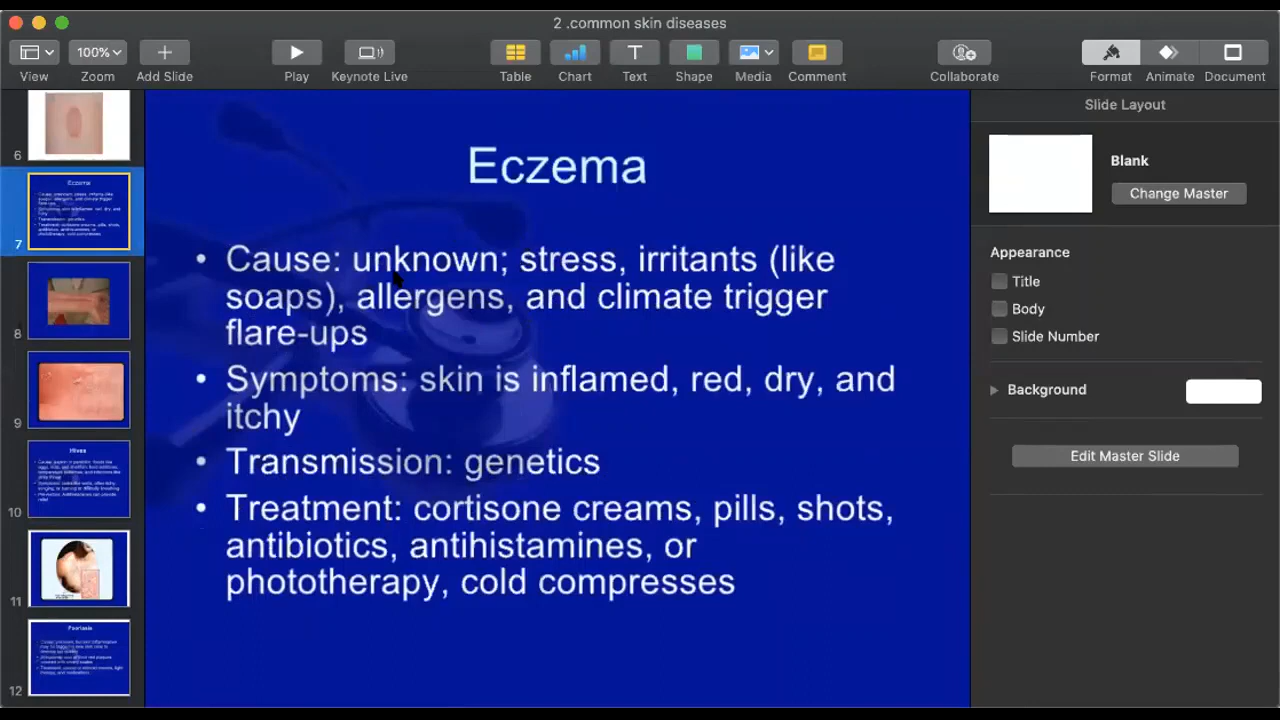 2 .common skin diseases
100%
View
Zoom
Add Slide
Play
Keynote Live
Table
Chart
Text
Shape
Media
Comment
Collaborate
Format
Animate
Document
Slide Layout
Blank
Change Master
Appearance
Title
Body
Slide Number
Background
Edit Master Slide
6
7
Eczema
8
9
10
Hives
11
12
Psoriasis
Eczema
• Cause: unknown; stress, irritants (like
soaps), allergens, and climate trigger
flare-ups
• Symptoms: skin is inflamed, red, dry, and
itchy
• Transmission: genetics
• Treatment: cortisone creams, pills, shots,
antibiotics, antihistamines, or
phototherapy, cold compresses